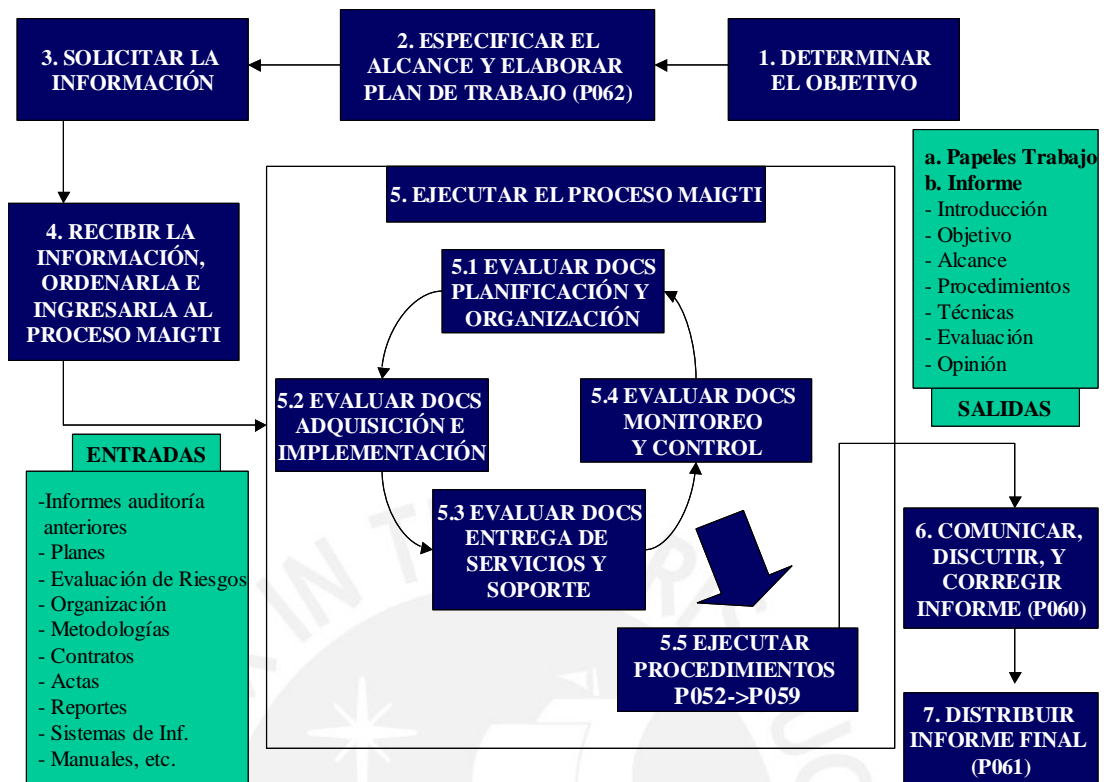 3. SOLICITAR LA
INFORMACIÓN
2. ESPECIFICAR EL
ALCANCE Y ELABORAR
PLAN DE TRABAJO (P062)
1. DETERMINAR
EL OBJETIVO
4. RECIBIR LA
INFORMACIÓN,
ORDENARLA E
INGRESARLA AL
PROCESO MAIGTI
5. EJECUTAR EL PROCESO MAIGTI
5.1 EVALUAR DOCS
PLANIFICACIÓN Y
ORGANIZACIÓN
5.2 EVALUAR DOCS
ADQUISICIÓN E
IMPLEMENTACIÓN
5.3 EVALUAR DOCS
ENTREGA DE
SERVICIOS Y
SOPORTE
5.4 EVALUAR DOCS
MONITOREO
Y CONTROL
5.5 EJECUTAR
PROCEDIMIENTOS
P052->P059
a. Papeles Trabajo
b. Informe
- Introducción
- Objetivo
- Alcance
- Procedimientos
- Técnicas
- Evaluación
- Opinión
SALIDAS
ENTRADAS
-Informes auditoría
anteriores
- Planes
- Evaluación de Riesgos
- Organización
- Metodologías
- Contratos
- Actas
- Reportes
- Sistemas de Inf.
- Manuales, etc.
6. COMUNICAR,
DISCUTIR, Y
CORREGIR
INFORME (P060)
7. DISTRIBUIR
INFORME FINAL
(P061)